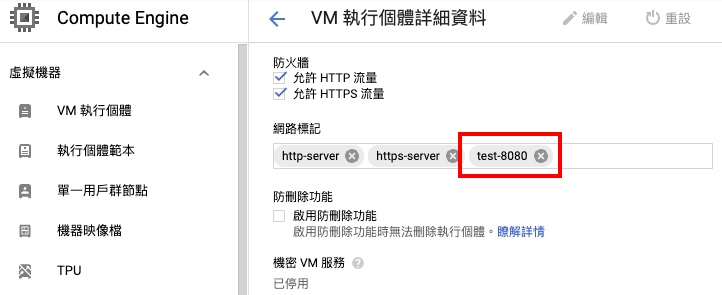 Compute Engine
VM 執行個體詳細資料
編輯
重設
虛擬機器
VM 執行個體
執行個體範本
單一用戶群節點
機器映像檔
TPU
防火牆
允許 HTTP 流量
允許 HTTPS 流量
網路標記
http-server
https-server
test-8080
防刪除功能
啟用防刪除功能
啟用防刪除功能時無法刪除執行個體。瞭解詳情
機密 VM 服務
已停用